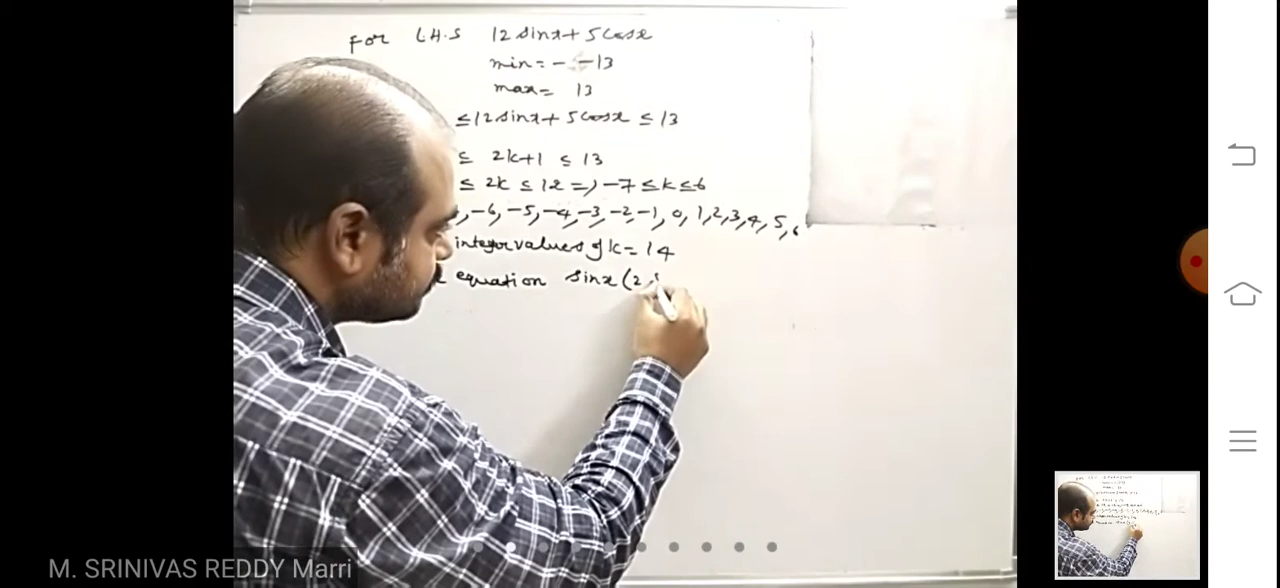 For L.H.S 12 sinx + 5 cosx
min = - -13
max = 13
≤ 12 sinx + 5 cosx ≤ 13
≤ 2k+1 ≤ 13
≤ 2k ≤ 12 => -7 ≤ k ≤ 6
, -6, -5, -4, -3, -2, -1, 0, 1, 2, 3, 4, 5, 6
integer values of k = 14
equation sinx (2
M. SRINIVAS REDDY Marri